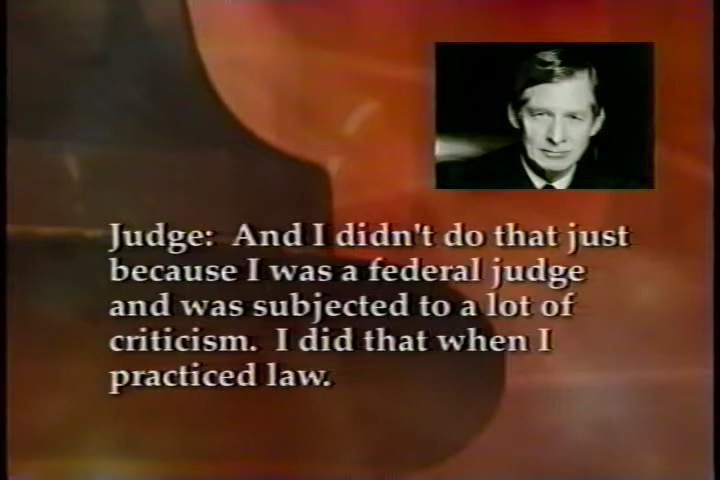 Judge:  And I didn't do that just
because I was a federal judge
and was subjected to a lot of
criticism.  I did that when I
practiced law.